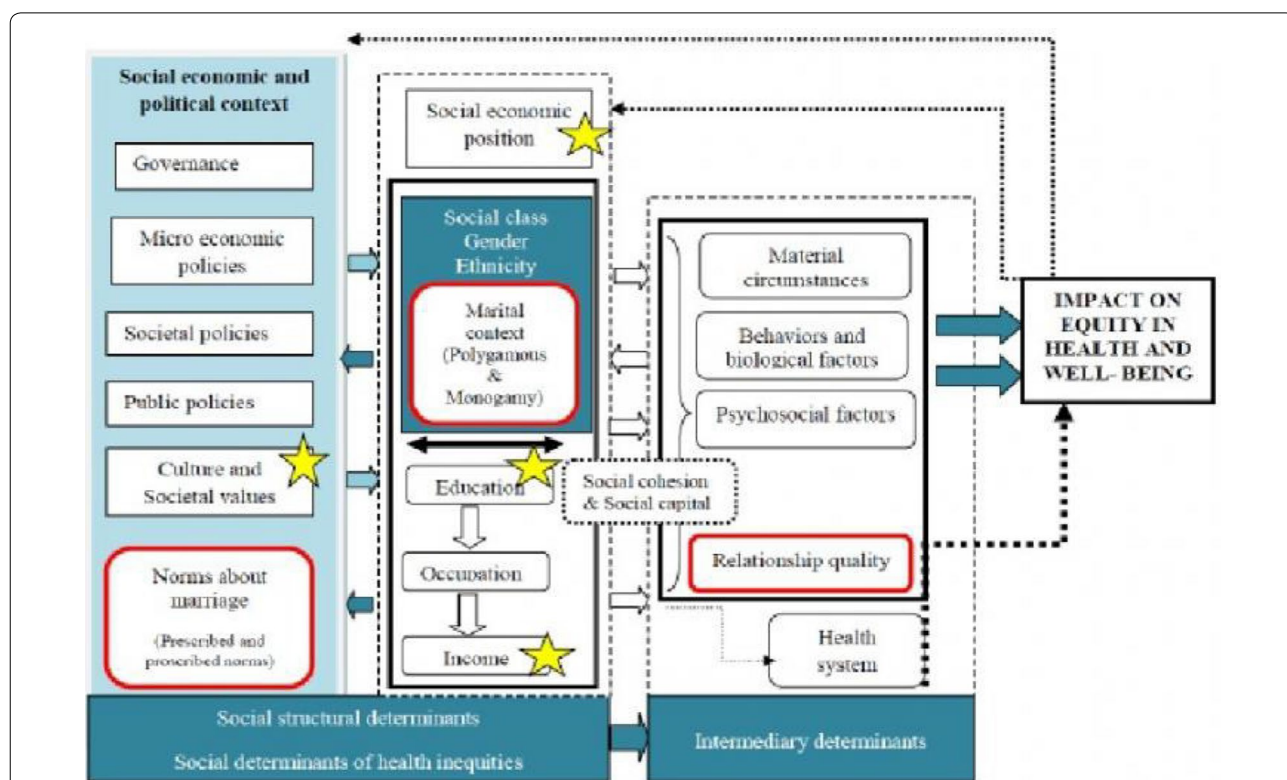 Social economic and
political context
Governance
Micro economic
policies
Societal policies
Public policies
Culture and
Societal values
Norms about
marriage
(Prescribed and
proscribed norms)
Social economic
position
Social class
Gender
Ethnicity
Marital
context
(Polygamous
&
Monogamy)
Education
Occupation
Income
Social cohesion
& Social capital
Material
circumstances
Behaviors and
biological factors
Psychosocial factors
Relationship quality
Health
system
IMPACT ON
EQUITY IN
HEALTH AND
WELL- BEING
Social structural determinants
Social determinants of health inequities
Intermediary determinants